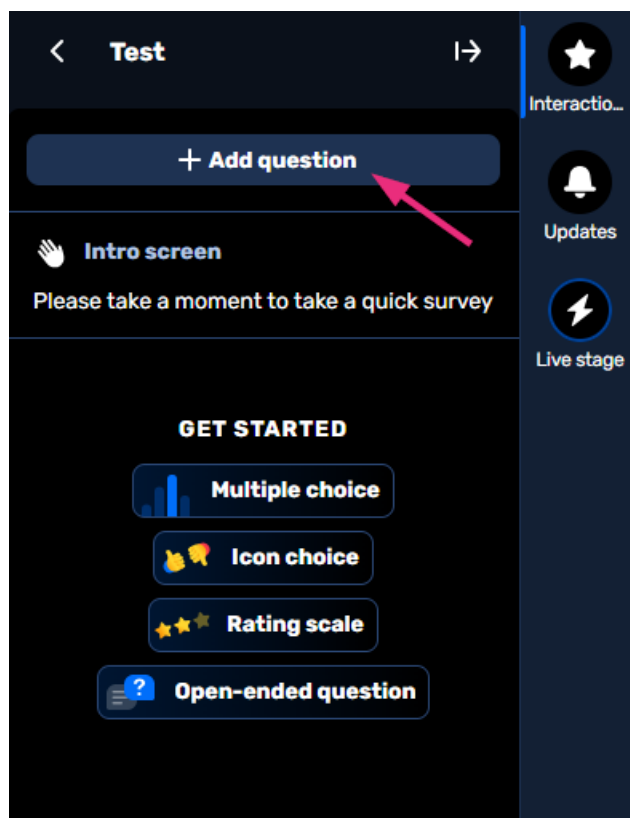 Test
+ Add question
Intro screen
Please take a moment to take a quick survey
GET STARTED
Multiple choice
Icon choice
Rating scale
? Open-ended question
Interactio...
Updates
Live stage